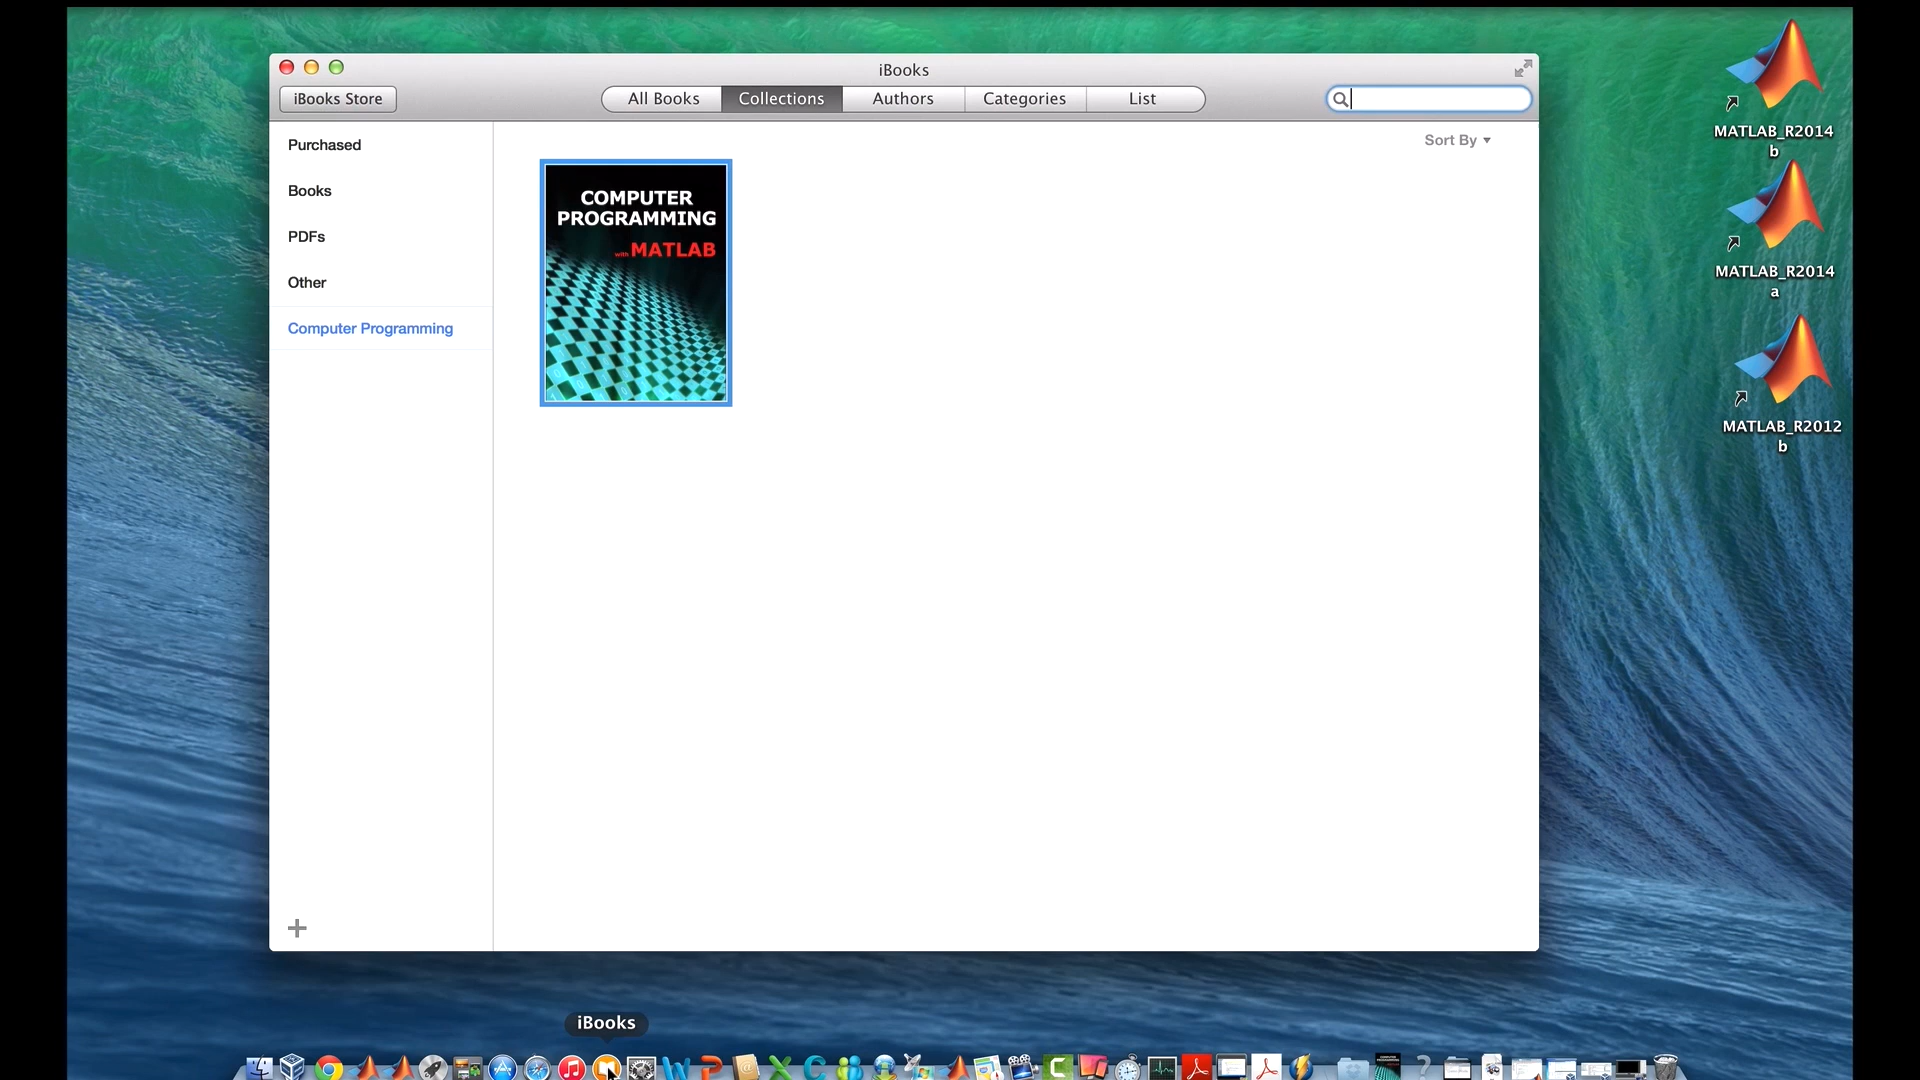 iBooks
iBooks Store
All Books
Collections
Authors
Categories
List
Sort By
Purchased
Books
PDFs
Other
Computer Programming
COMPUTER
PROGRAMMING
with MATLAB
MATLAB_R2014
b
MATLAB_R2014
a
MATLAB_R2012
b
iBooks